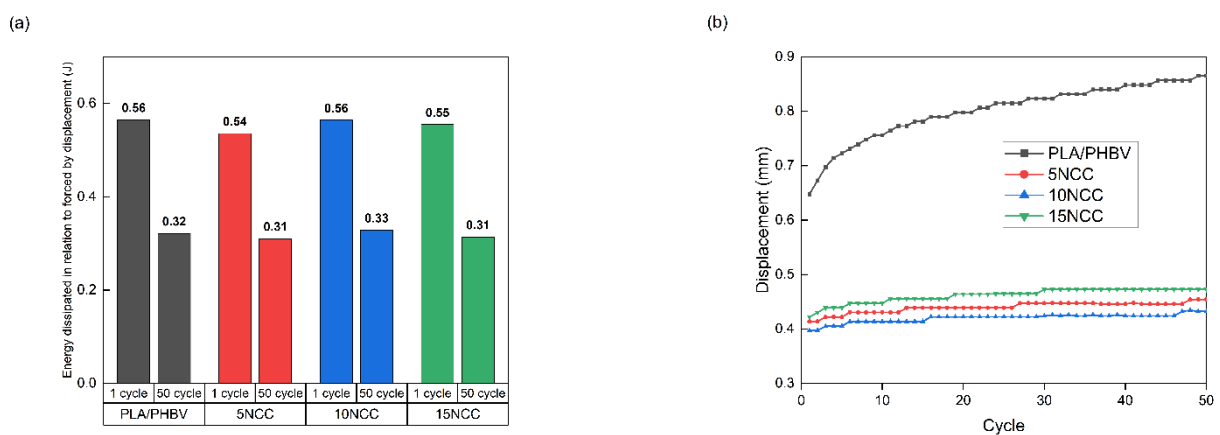 (a)
Energy dissipated in relation to forced by displacement (J)
0.6
0.4
0.2
0.0
0.56
0.32
0.54
0.31
0.56
0.33
0.55
0.31
1 cycle 50 cycle 1 cycle 50 cycle 1 cycle 50 cycle 1 cycle 50 cycle
PLA/PHBV 5NCC 10NCC 15NCC
(b)
Displacement (mm)
0.9
0.8
0.7
0.6
0.5
0.4
0.3
PLA/PHBV
5NCC
10NCC
15NCC
0 10 20 30 40 50
Cycle